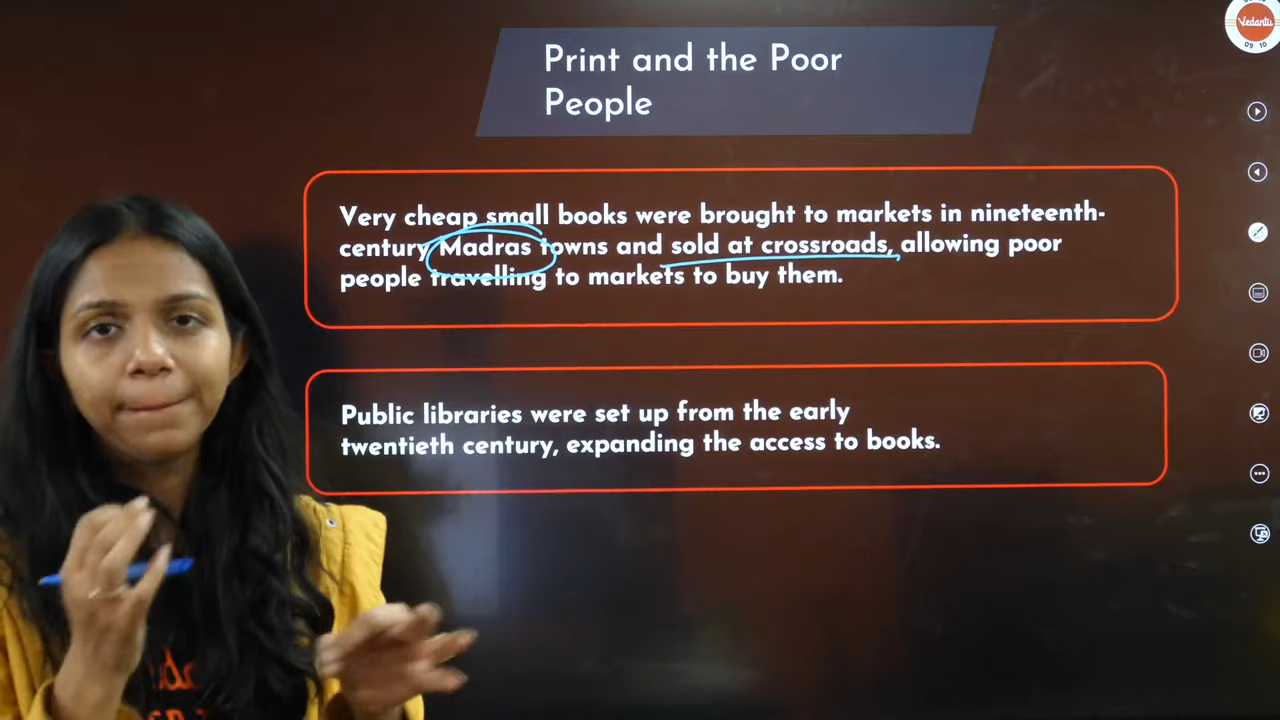 Vedantu
09 10
Print and the Poor
People
Very cheap small books were brought to markets in nineteenth-
century Madras towns and sold at crossroads, allowing poor
people travelling to markets to buy them.
Public libraries were set up from the early
twentieth century, expanding the access to books.